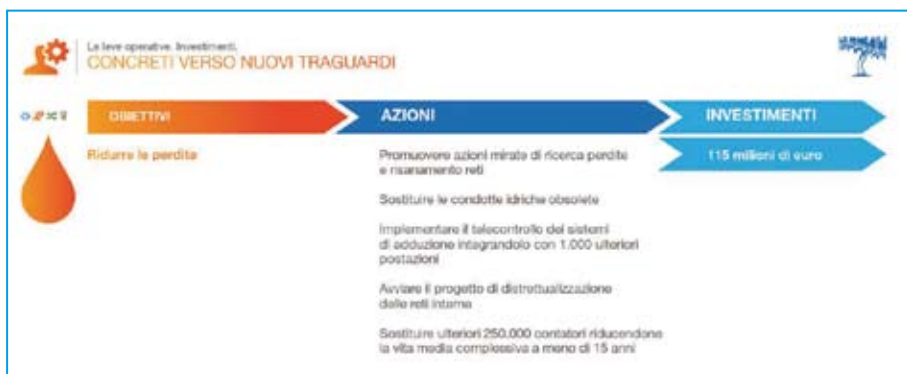 Le leve operative. Investimenti.
CONCRETI VERSO NUOVI TRAGUARDI
OBIETTIVI
AZIONI
INVESTIMENTI
Ridurre le perdite
115 milioni di euro
Promuovere azioni mirate di ricerca perdite
e risanamento reti
Sostituire le condotte idriche obsolete
Implementare il telecontrollo dei sistemi
di adduzione integrandolo con 1.000 ulteriori
postazioni
Avviare il progetto di distrettualizzazione
delle reti interne
Sostituire ulteriori 250.000 contatori riducendone
la vita media complessiva a meno di 15 anni